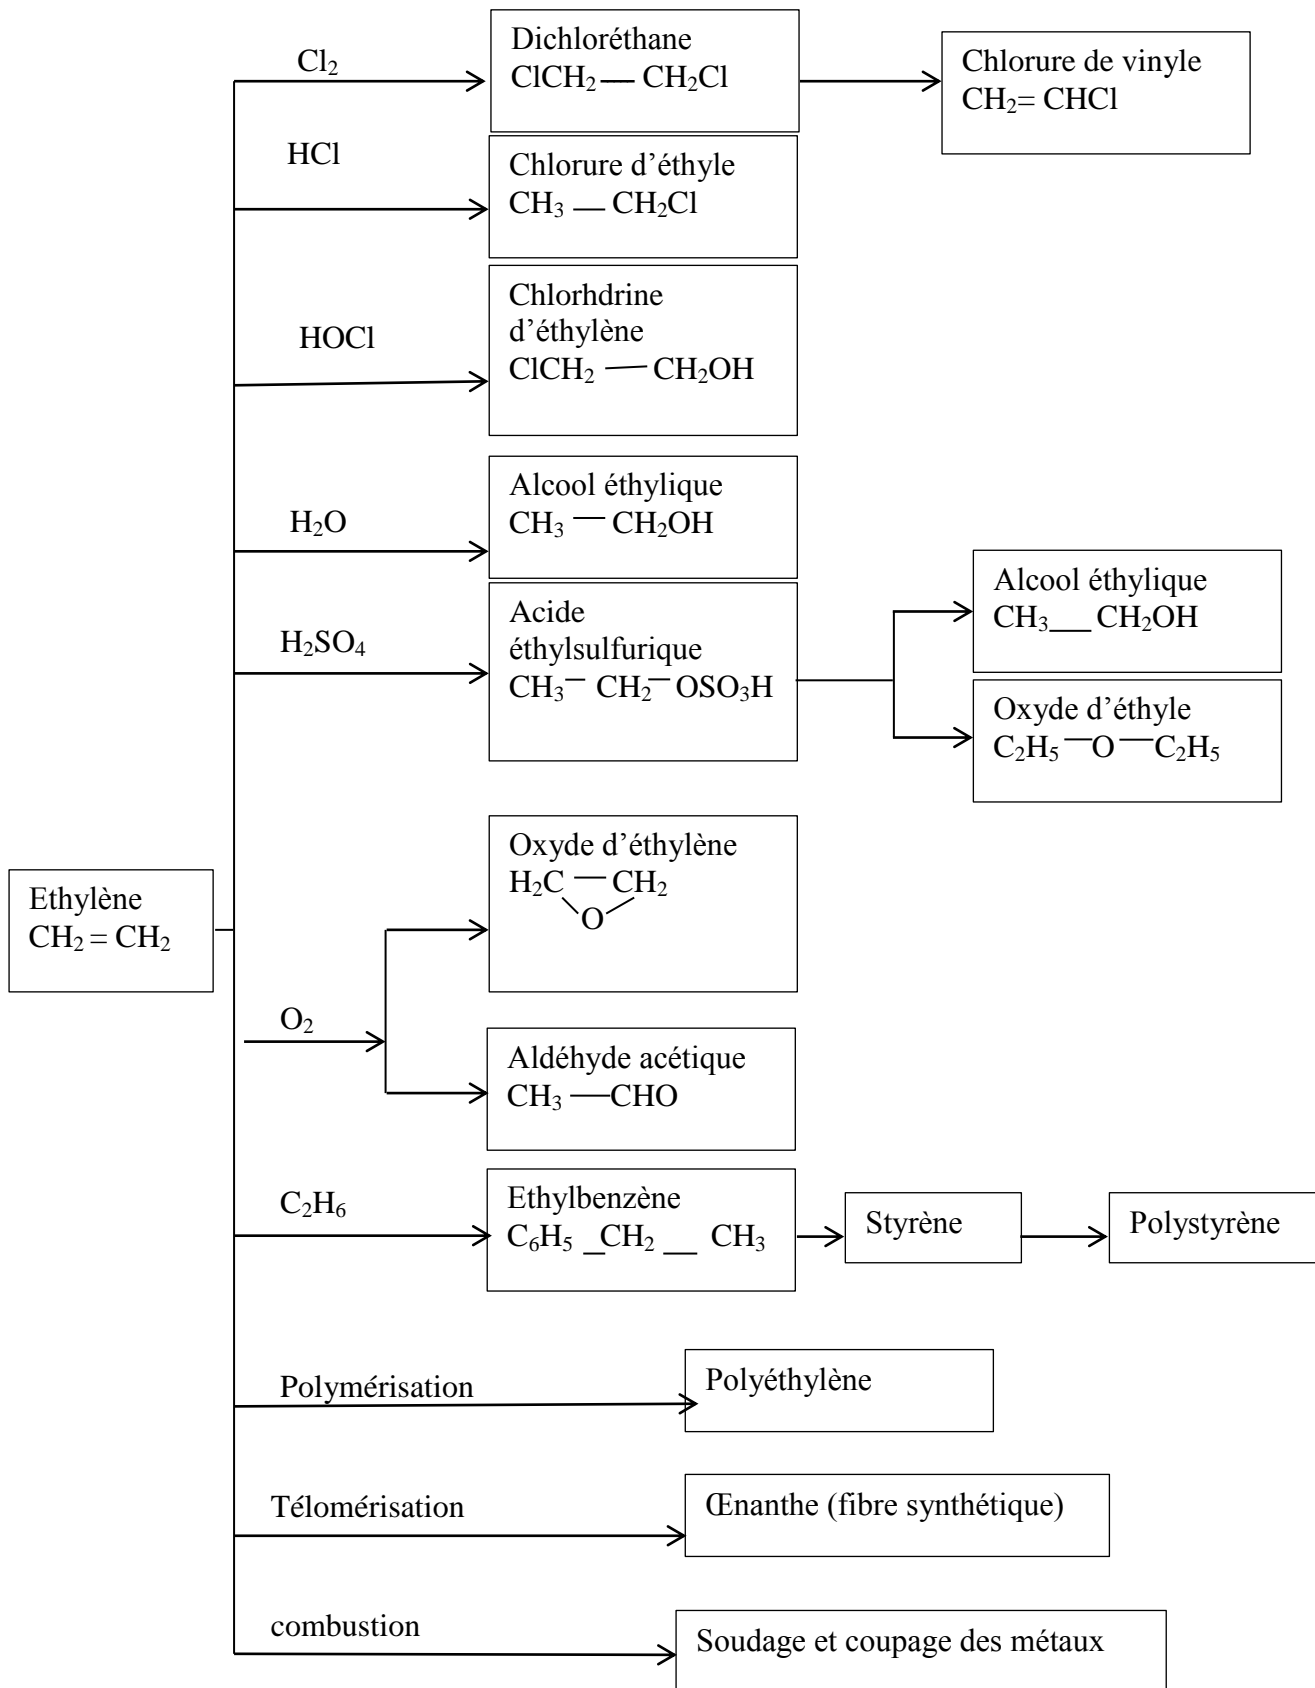 Cl₂
Dichloréthane
ClCH₂ — CH₂Cl
Chlorure de vinyle
CH₂= CHCl
HCl
Chlorure d’éthyle
CH₃ — CH₂Cl
HOCl
Chlorhdrine
d’éthylène
ClCH₂ — CH₂OH
H₂O
Alcool éthylique
CH₃ — CH₂OH
H₂SO₄
Acide
éthylsulfurique
CH₃ — CH₂ — OSO₃H
Alcool éthylique
CH₃ — CH₂OH
Oxyde d’éthyle
C₂H₅ — O — C₂H₅
Ethylène
CH₂ = CH₂
O₂
Oxyde d’éthylène
H₂C — CH₂
O
Aldéhyde acétique
CH₃ — CHO
C₂H₆
Ethylbenzène
C₆H₅ — CH₂ — CH₃
Styrène
Polystyrène
Polymérisation
Polyéthylène
Télomérisation
Œnanthe (fibre synthétique)
combustion
Soudage et coupage des métaux